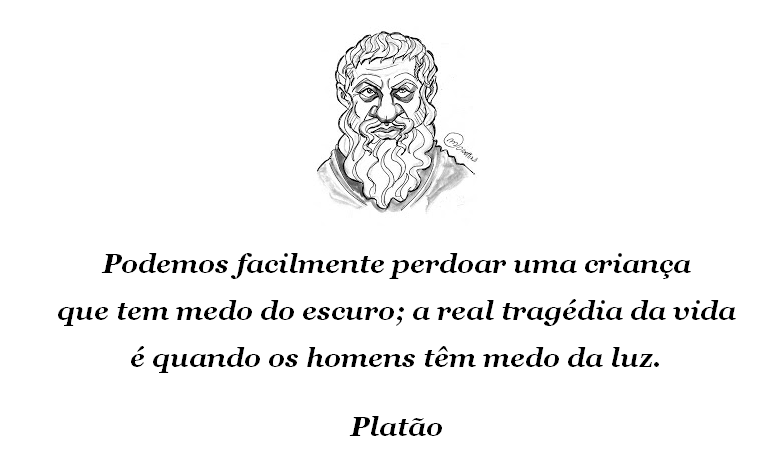 Podemos facilmente perdoar uma criança
que tem medo do escuro; a real tragédia da vida
é quando os homens têm medo da luz.
Platão